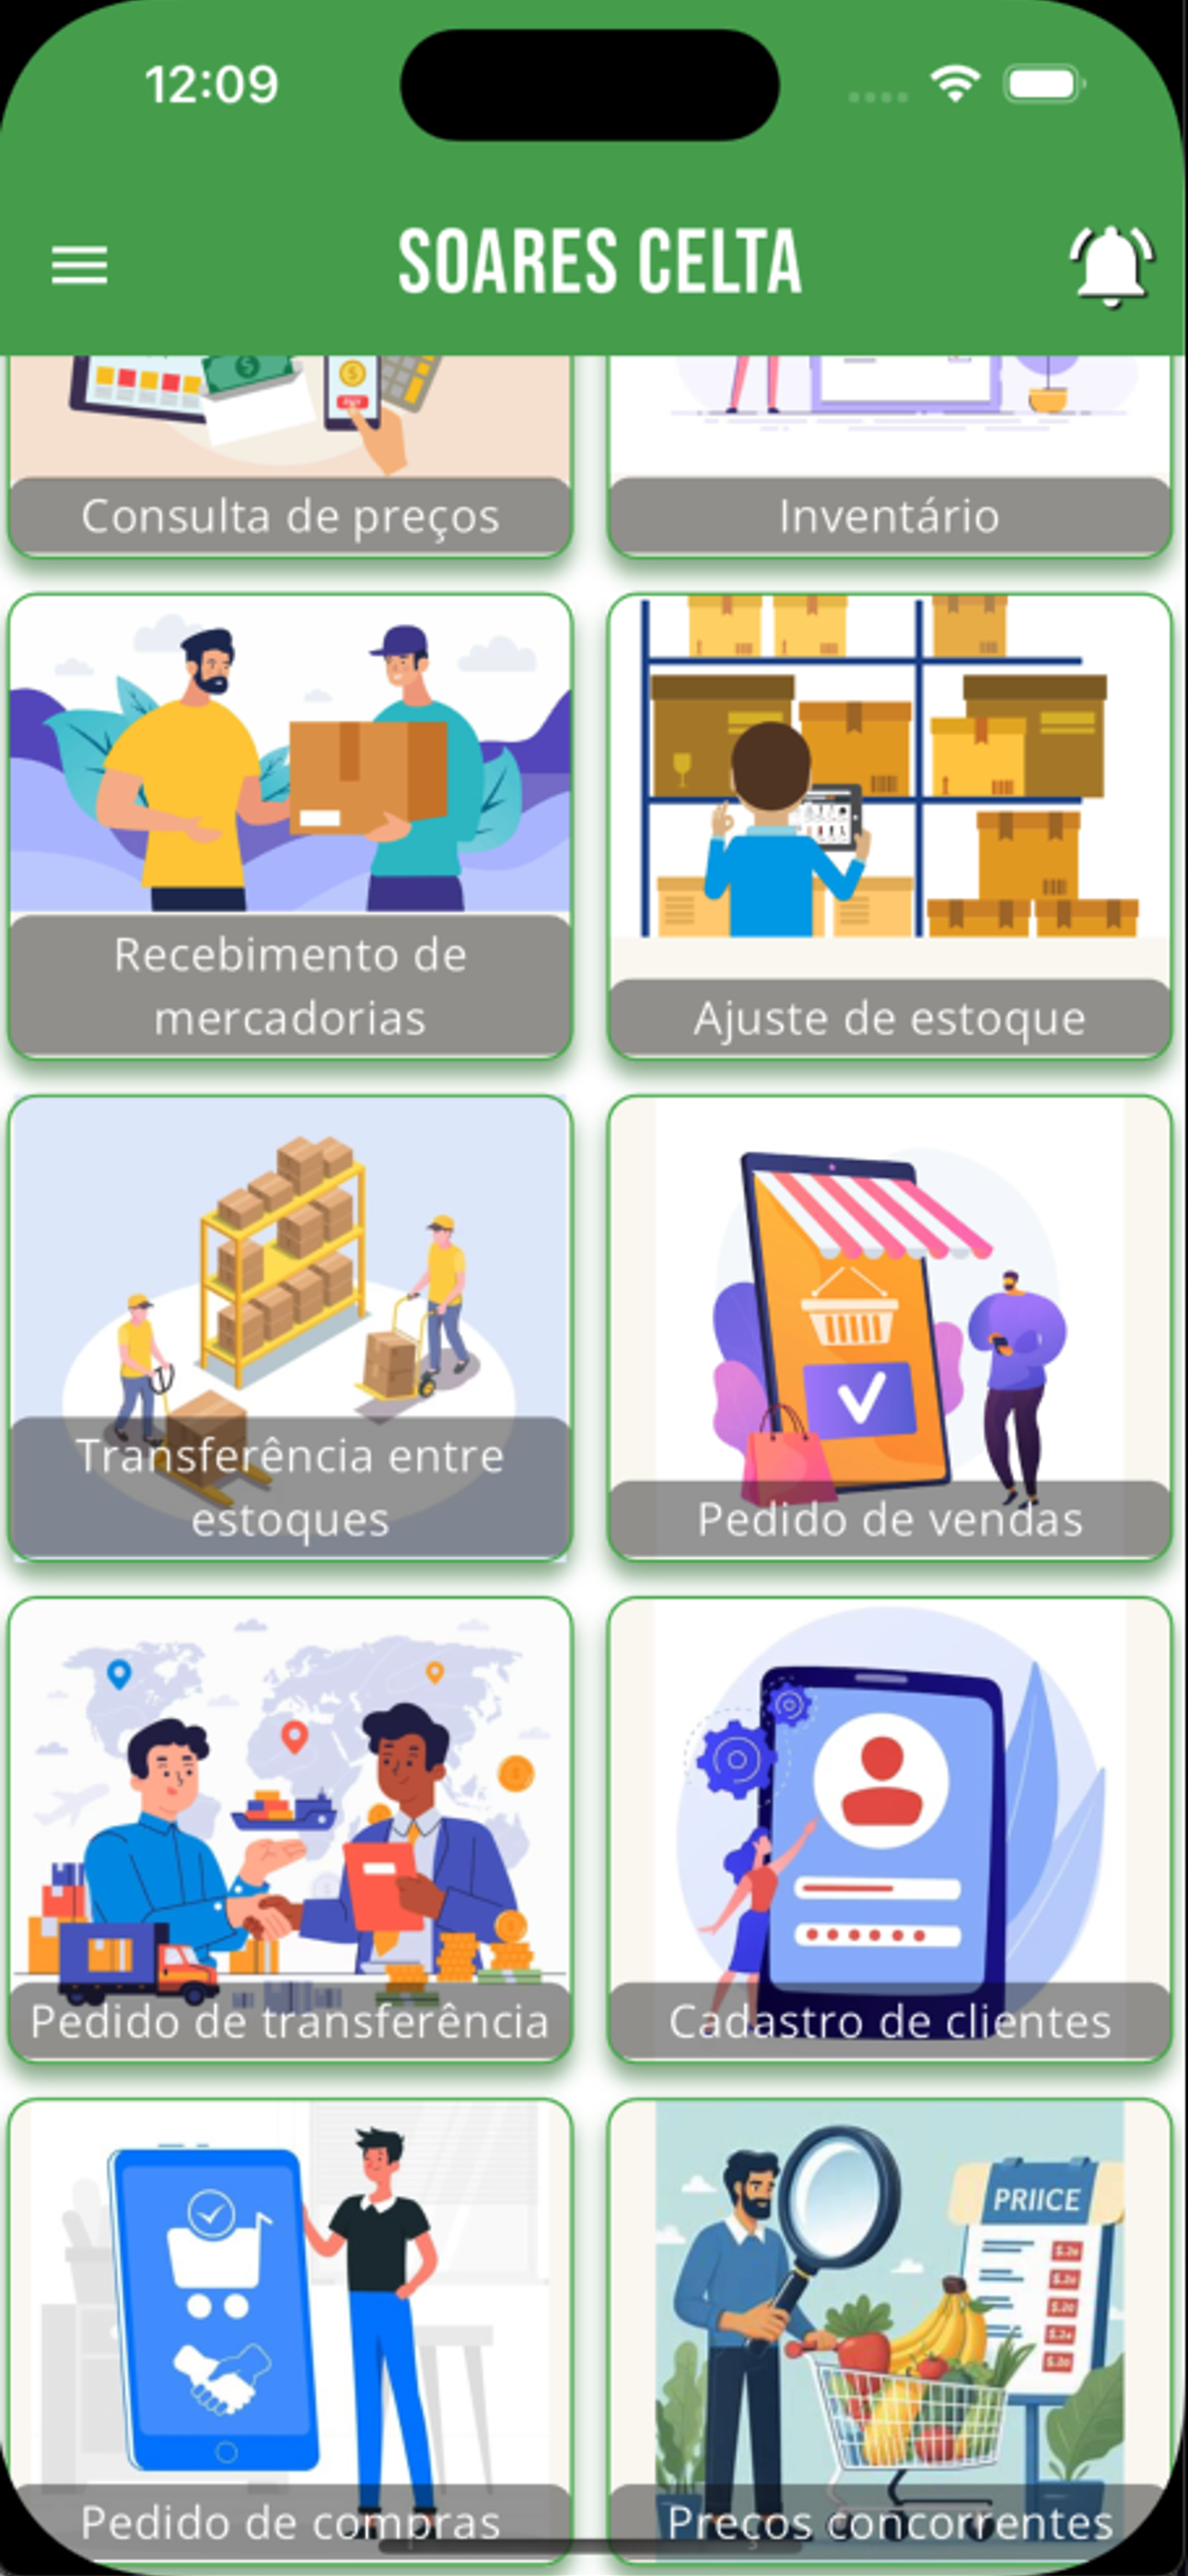 12:09
SOARES CELTA
Consulta de preços
Inventário
Recebimento de
mercadorias
Ajuste de estoque
Transferência entre
estoques
Pedido de vendas
Pedido de transferência
Cadastro de clientes
PRIICE
Pedido de compras
Preços concorrentes